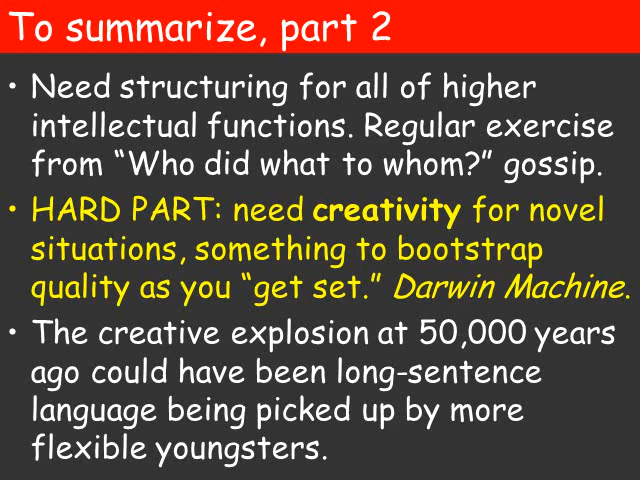 To summarize, part 2
• Need structuring for all of higher
intellectual functions. Regular exercise
from “Who did what to whom?” gossip.
• HARD PART: need creativity for novel
situations, something to bootstrap
quality as you “get set.” Darwin Machine.
• The creative explosion at 50,000 years
ago could have been long-sentence
language being picked up by more
flexible youngsters.